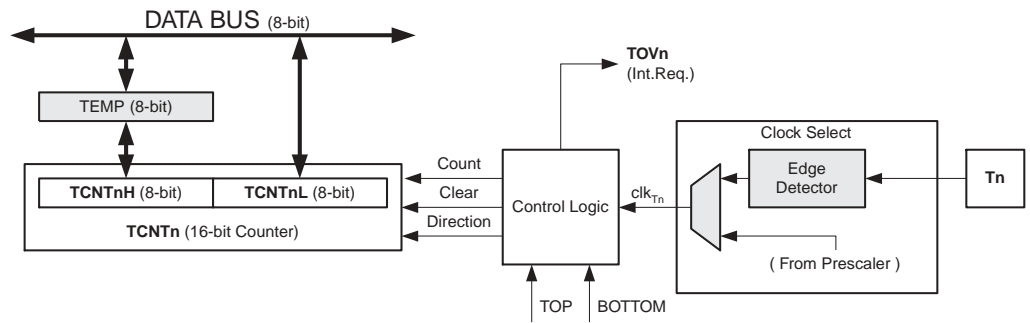 DATA BUS (8-bit)
TEMP (8-bit)
TCNTnH (8-bit)
TCNTnL (8-bit)
TCNTn (16-bit Counter)
Count
Clear
Direction
Control Logic
TOVn
(Int.Req.)
TOP
BOTTOM
clkTn
Clock Select
Edge
Detector
( From Prescaler )
Tn